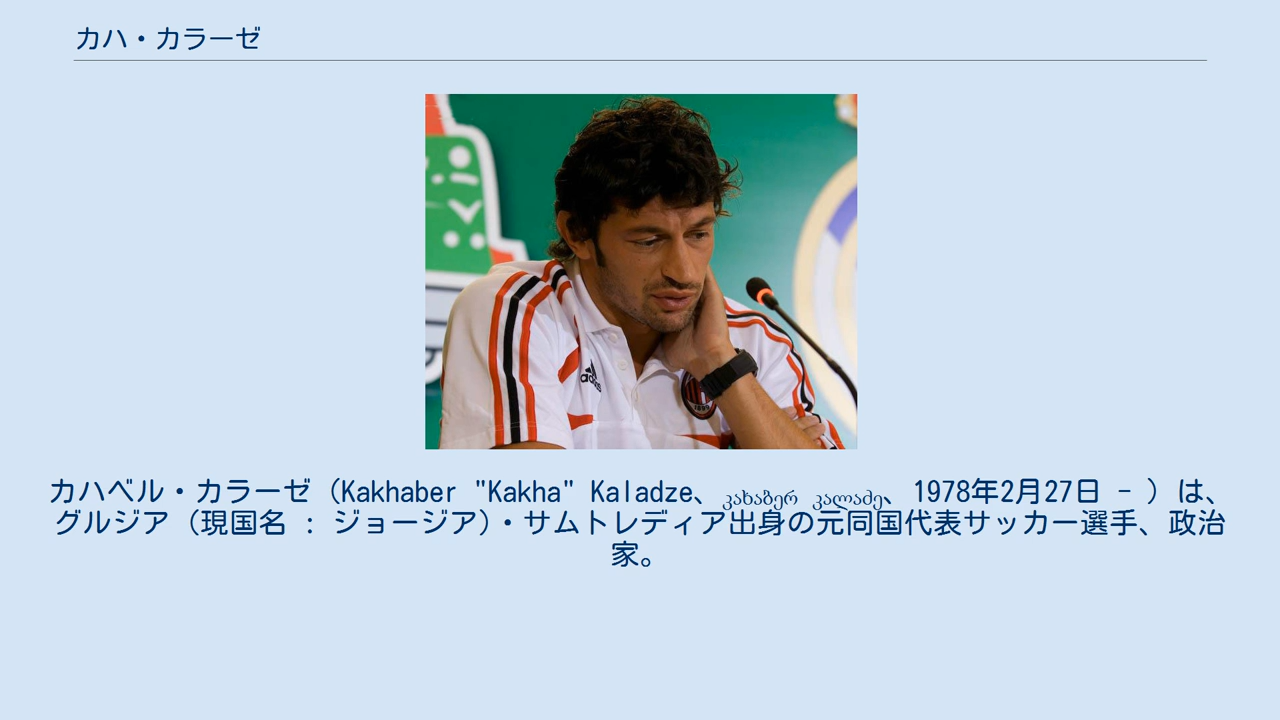 カハ・カラーゼ
adidas
1899
カハベル・カラーゼ（Kakhaber "Kakha" Kaladze、კახაბერ კალაძე、1978年2月27日 - ）は、
グルジア（現国名 : ジョージア）・サムトレディア出身の元同国代表サッカー選手、政治
家。